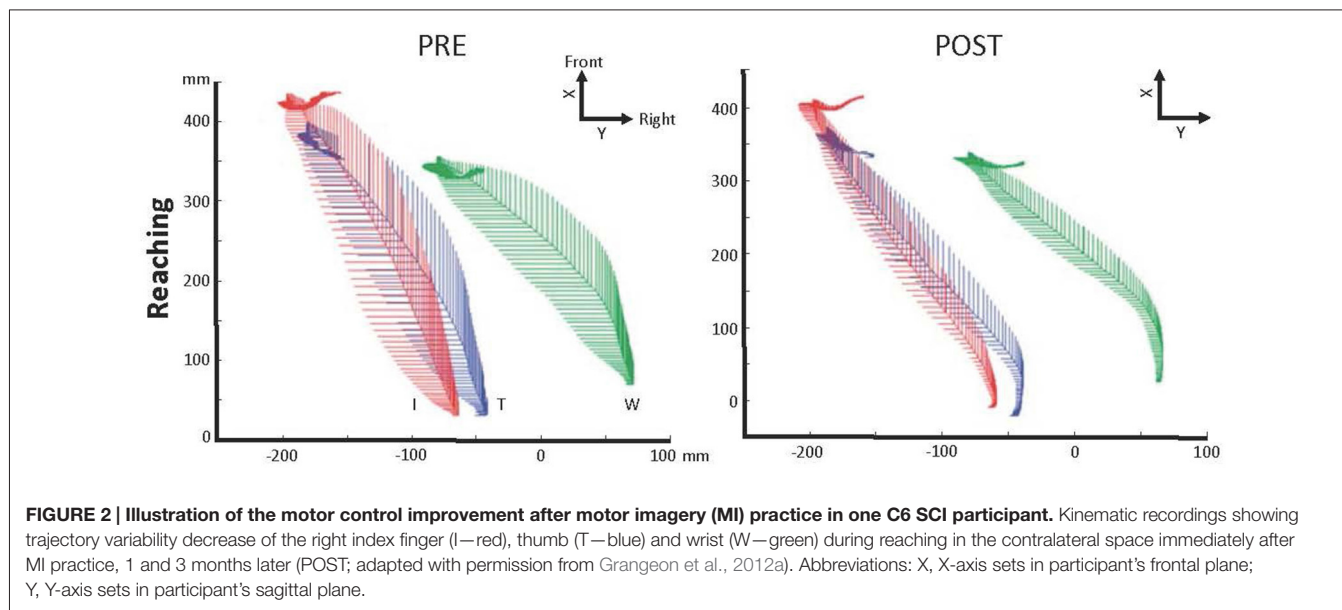 PRE
POST
Front
X
Right
Y
X
Y
mm
400
300
200
100
0
Reaching
I
T
W
-200
-100
0
100
mm
400
300
200
100
0
-200
-100
0
100
FIGURE 2 | Illustration of the motor control improvement after motor imagery (MI) practice in one C6 SCI participant. Kinematic recordings showing
trajectory variability decrease of the right index finger (I—red), thumb (T—blue) and wrist (W—green) during reaching in the contralateral space immediately after
MI practice, 1 and 3 months later (POST; adapted with permission from Grangeon et al., 2012a). Abbreviations: X, X-axis sets in participant's frontal plane;
Y, Y-axis sets in participant's sagittal plane.